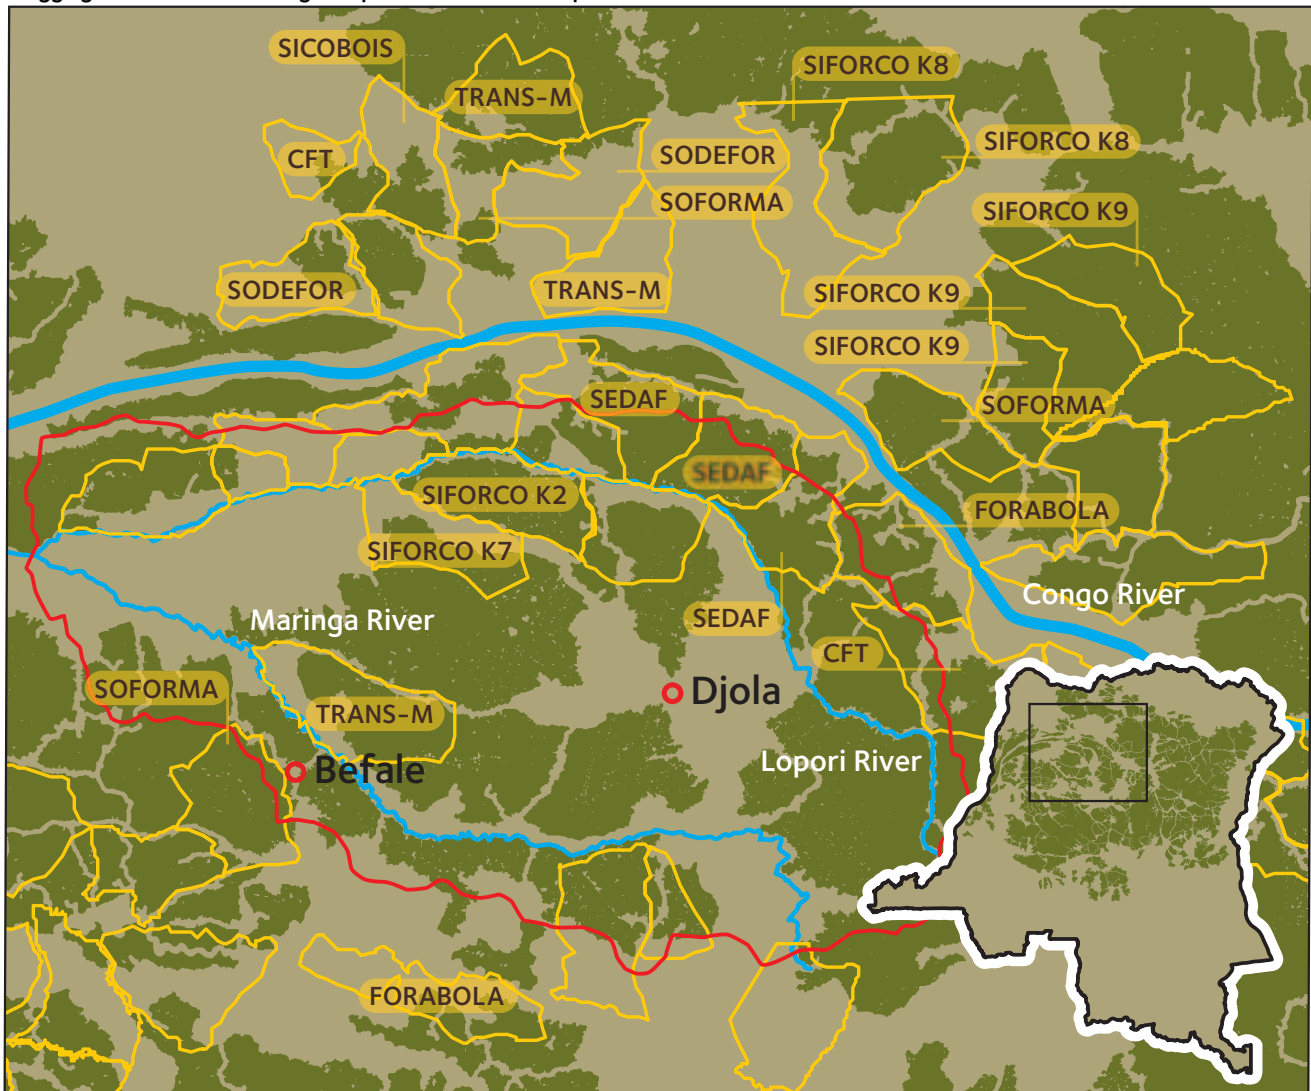 SICOBOIS
SIFORCO K8
TRANS-M
SIFORCO K8
CFT
SODEFOR
SOFORMA
SIFORCO K9
SODEFOR
TRANS-M
SIFORCO K9
SIFORCO K9
SEDAF
SOFORMA
SEDAF
SIFORCO K2
FORABOLA
SIFORCO K7
Congo River
Maringa River
SEDAF
CFT
SOFORMA
Djola
TRANS-M
Lopori River
Befale
FORABOLA